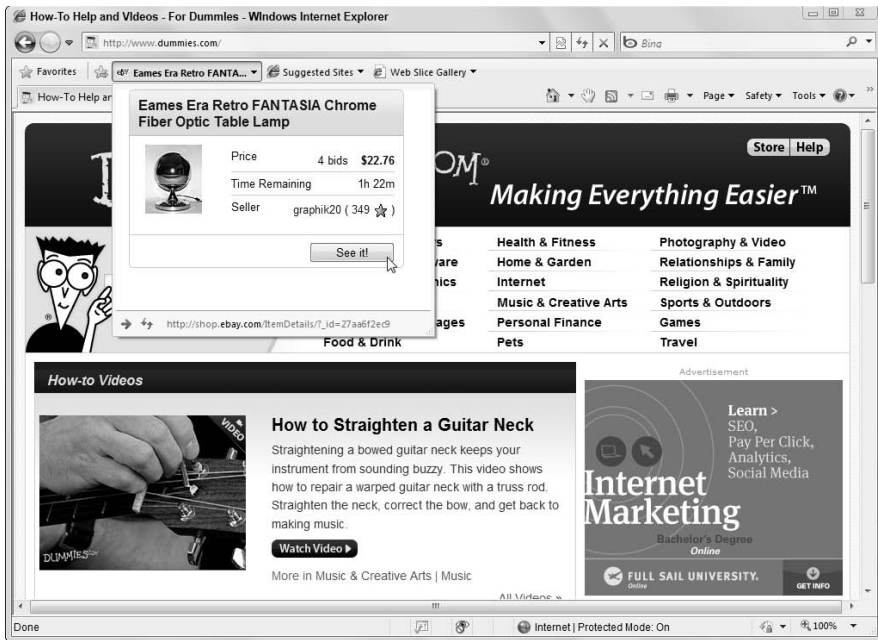 How-To Help and Videos - For Dummies - Windows Internet Explorer
http://www.dummies.com/
Bing
Favorites
Eames Era Retro FANTA...
Suggested Sites
Web Slice Gallery
How-To Help an
Page
Safety
Tools
»
Eames Era Retro FANTASIA Chrome
Fiber Optic Table Lamp
Price 4 bids $22.76
Time Remaining 1h 22m
Seller graphik20 ( 349 )
See it!
http://shop.ebay.com/ItemDetails/?_id=27aa6f2ec9
OM®
Store Help
Making Everything Easier™
Health & Fitness Photography & Video
Home & Garden Relationships & Family
Internet Religion & Spirituality
Music & Creative Arts Sports & Outdoors
Personal Finance Games
Food & Drink Pets Travel
®
How-to Videos
VIDEO
How to Straighten a Guitar Neck
Straightening a bowed guitar neck keeps your
instrument from sounding buzzy. This video shows
how to repair a warped guitar neck with a truss rod.
Straighten the neck, correct the bow, and get back to
making music.
Watch Video
More in Music & Creative Arts | Music
All Videos »
Advertisement
Learn >
SEO,
Pay Per Click,
Analytics,
Social Media
Internet
Marketing
Bachelor's Degree
Online
FULL SAIL UNIVERSITY.
Online
GET INFO
Done
Internet | Protected Mode: On
100%